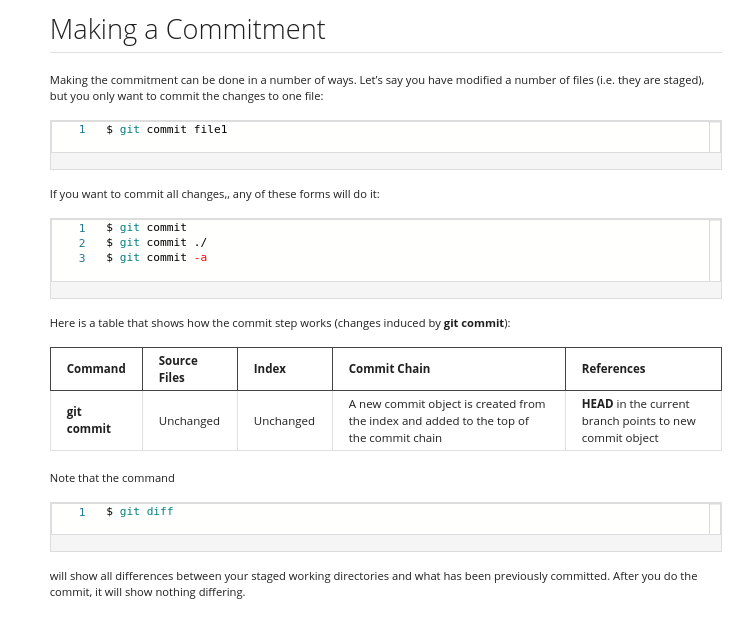 Making a Commitment
Making the commitment can be done in a number of ways. Let's say you have modified a number of files (i.e. they are staged),
but you only want to commit the changes to one file:
1 $ git commit file1
If you want to commit all changes,, any of these forms will do it:
1 $ git commit
2 $ git commit ./
3 $ git commit -a
Here is a table that shows how the commit step works (changes induced by git commit):
Command
Source
Files
Index
Commit Chain
References
git
commit
Unchanged
Unchanged
A new commit object is created from
the index and added to the top of
the commit chain
HEAD in the current
branch points to new
commit object
Note that the command
1 $ git diff
will show all differences between your staged working directories and what has been previously committed. After you do the
commit, it will show nothing differing.